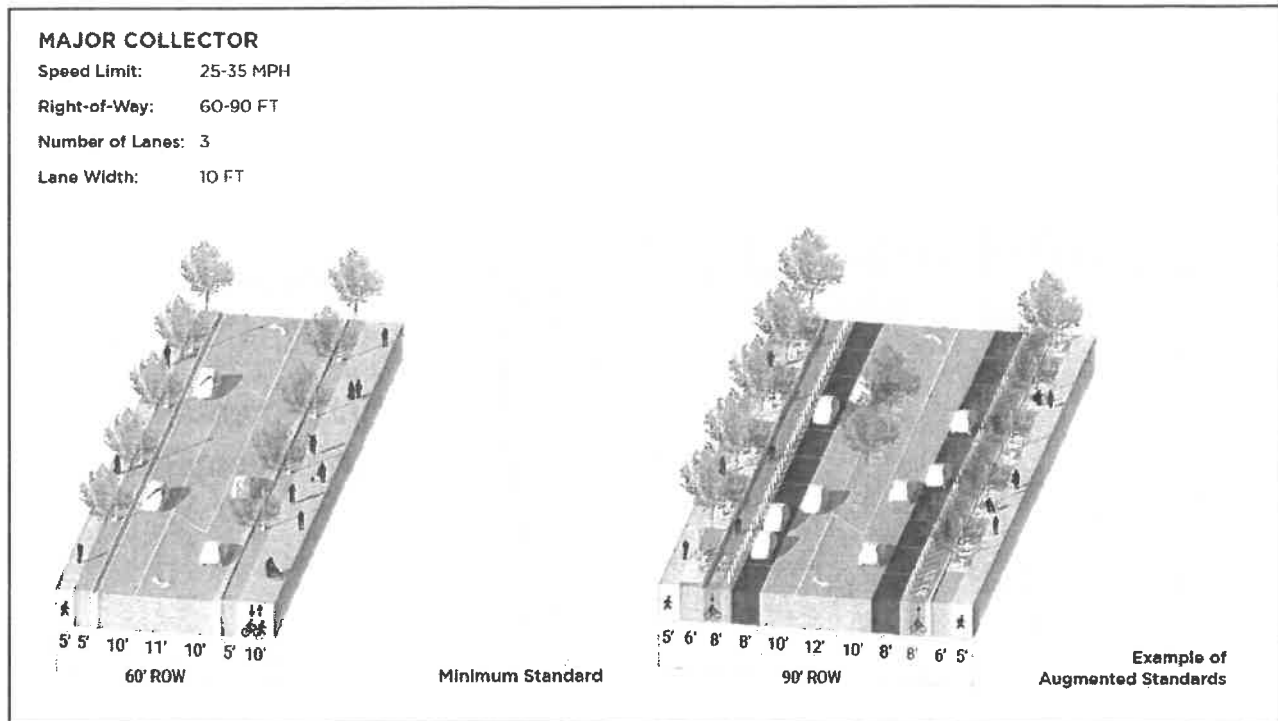 MAJOR COLLECTOR
Speed Limit: 25-35 MPH
Right-of-Way: 60-90 FT
Number of Lanes: 3
Lane Width: 10 FT
5' 5' 10' 11' 10' 5' 10'
60' ROW
Minimum Standard
5' 6' 8' 8' 10' 12' 10' 8' 8' 6' 5'
90' ROW
Example of
Augmented Standards